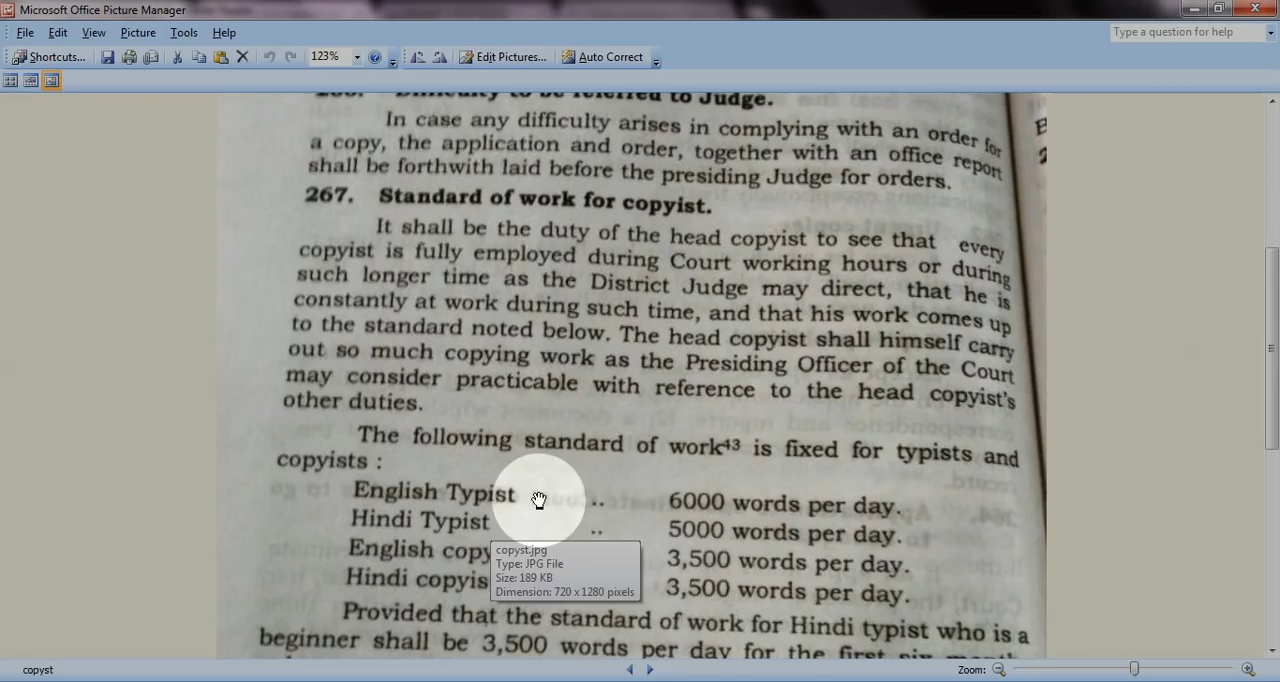 Microsoft Office Picture Manager
File Edit View Picture Tools Help
Type a question for help
Shortcuts... 123% Edit Pictures... Auto Correct
Difficulty to be referred to Judge.
In case any difficulty arises in complying with an order for
a copy, the application and order, together with an office report
shall be forthwith laid before the presiding Judge for orders.
267. Standard of work for copyist.
It shall be the duty of the head copyist to see that every
copyist is fully employed during Court working hours or during
such longer time as the District Judge may direct, that he is
constantly at work during such time, and that his work comes up
to the standard noted below. The head copyist shall himself carry
out so much copying work as the Presiding Officer of the Court
may consider practicable with reference to the head copyist's
other duties.
The following standard of work43 is fixed for typists and
copyists :
English Typist .. 6000 words per day.
Hindi Typist .. 5000 words per day.
English copy 3,500 words per day.
Hindi copyis 3,500 words per day.
copyst.jpg
Type: JPG File
Size: 189 KB
Dimension: 720 x 1280 pixels
Provided that the standard of work for Hindi typist who is a
beginner shall be 3,500 words per day for the first six month
copyst
Zoom: